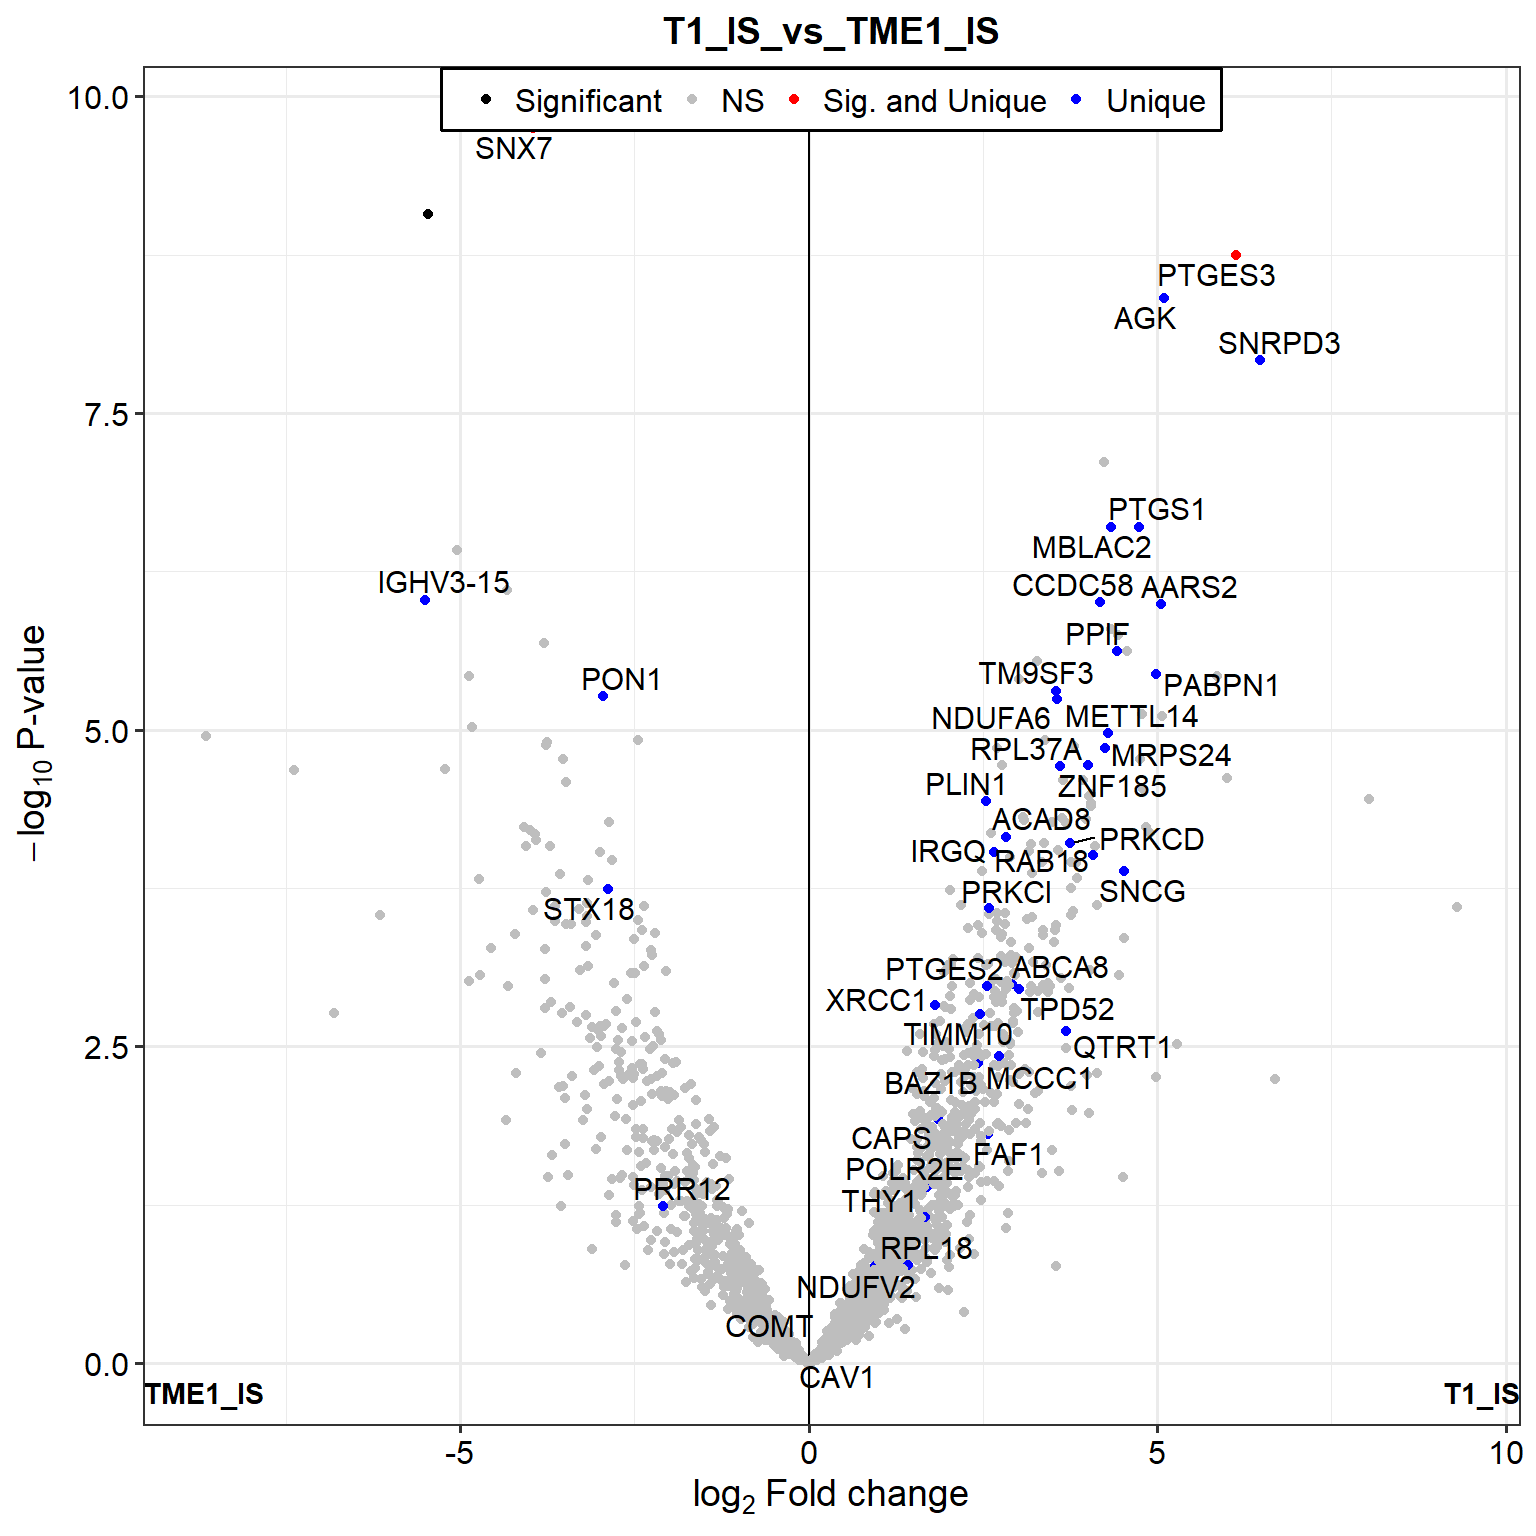 T1_IS_vs_TME1_IS
Significant NS Sig. and Unique Unique
10.0
7.5
5.0
2.5
0.0
−log10 P-value
SNX7
PTGES3
AGK
SNRPD3
PTGS1
MBLAC2
IGHV3-15
CCDC58
AARS2
PPIF
PON1
TM9SF3
PABPN1
NDUFA6
METTL14
RPL37A
MRPS24
PLIN1
ZNF185
ACAD8
PRKCD
IRGQ
RAB18
PRKCI
SNCG
STX18
PTGES2
ABCA8
XRCC1
TPD52
TIMM10
QTRT1
BAZ1B
MCCC1
CAPS
FAF1
POLR2E
PRR12
THY1
RPL18
NDUFV2
COMT
CAV1
TME1_IS
T1_IS
-5
0
5
10
log2 Fold change